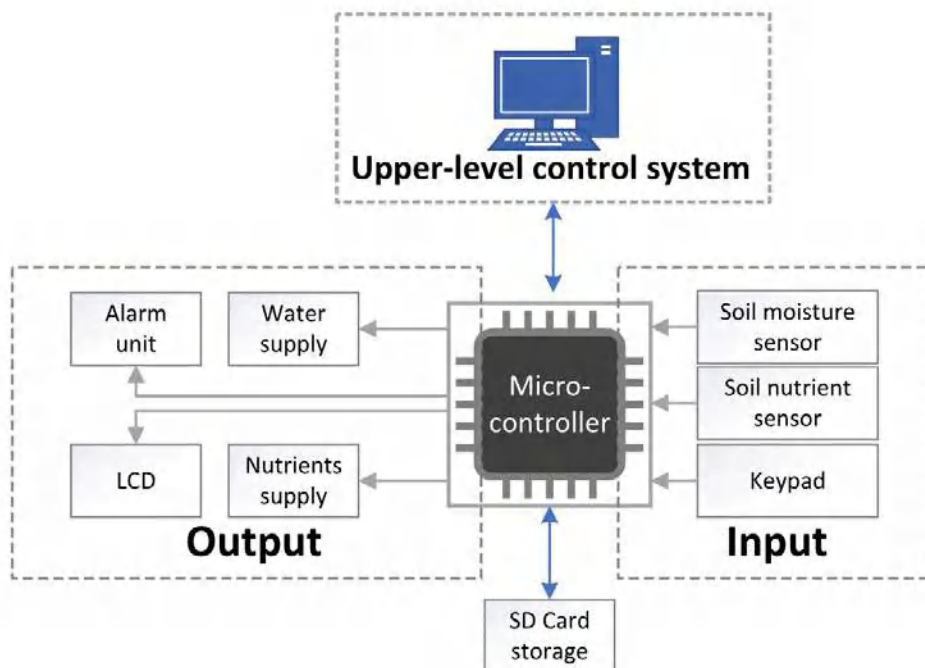 Upper-level control system
Alarm
unit
Water
supply
LCD
Nutrients
supply
Output
Micro-
controller
Soil moisture
sensor
Soil nutrient
sensor
Keypad
Input
SD Card
storage